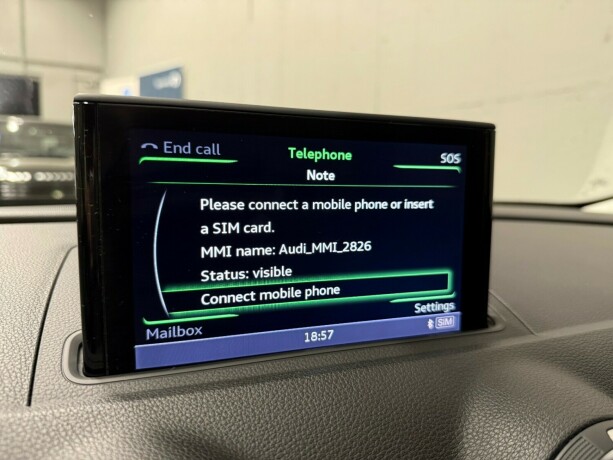 End call
Telephone
SOS
Note
Please connect a mobile phone or insert
a SIM card.
MMI name: Audi_MMI_2826
Status: visible
Connect mobile phone
Settings
Mailbox
18:57
SIM